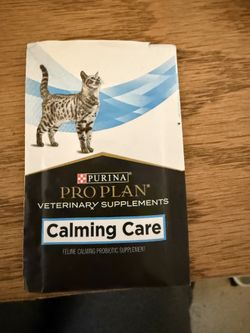 PURINA
PRO PLAN®
VETERINARY SUPPLEMENTS
Calming Care
FELINE CALMING PROBIOTIC SUPPLEMENT